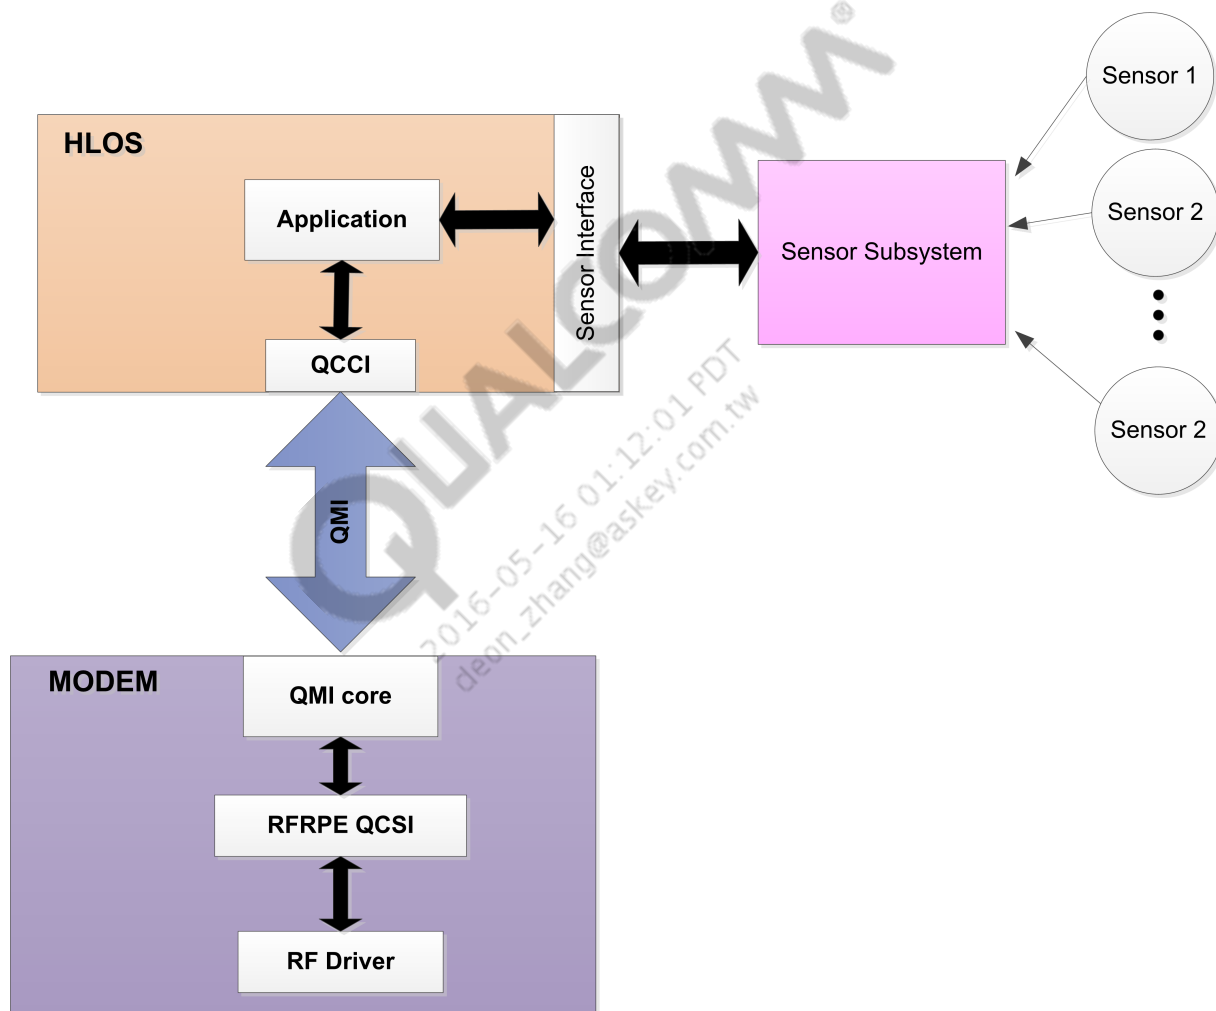 Sensor 1
HLOS
Sensor Interface
Application
Sensor 2
Sensor Subsystem
QCCI
Sensor 2
QUALCOMM®
2016-05-16 01:12:01 PDT
deon_zhang@askey.com.tw
QMI
MODEM
QMI core
RFRPE QCSI
RF Driver